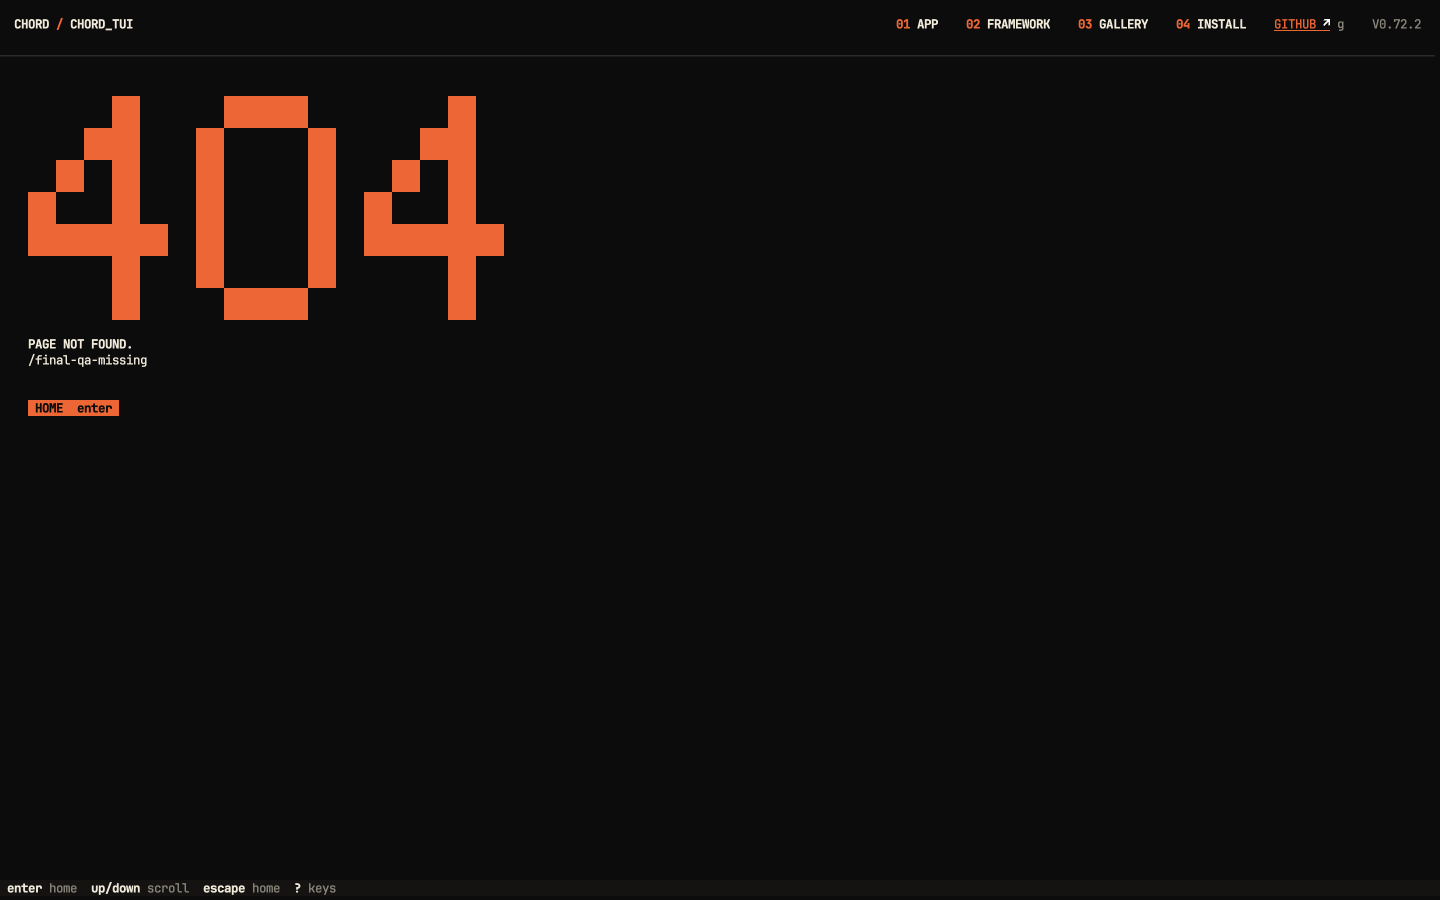 CHORD / CHORD_TUI
01 APP 02 FRAMEWORK 03 GALLERY 04 INSTALL GITHUB ↗ g V0.72.2
404
PAGE NOT FOUND.
/final-qa-missing
HOME enter
enter home up/down scroll escape home ? keys